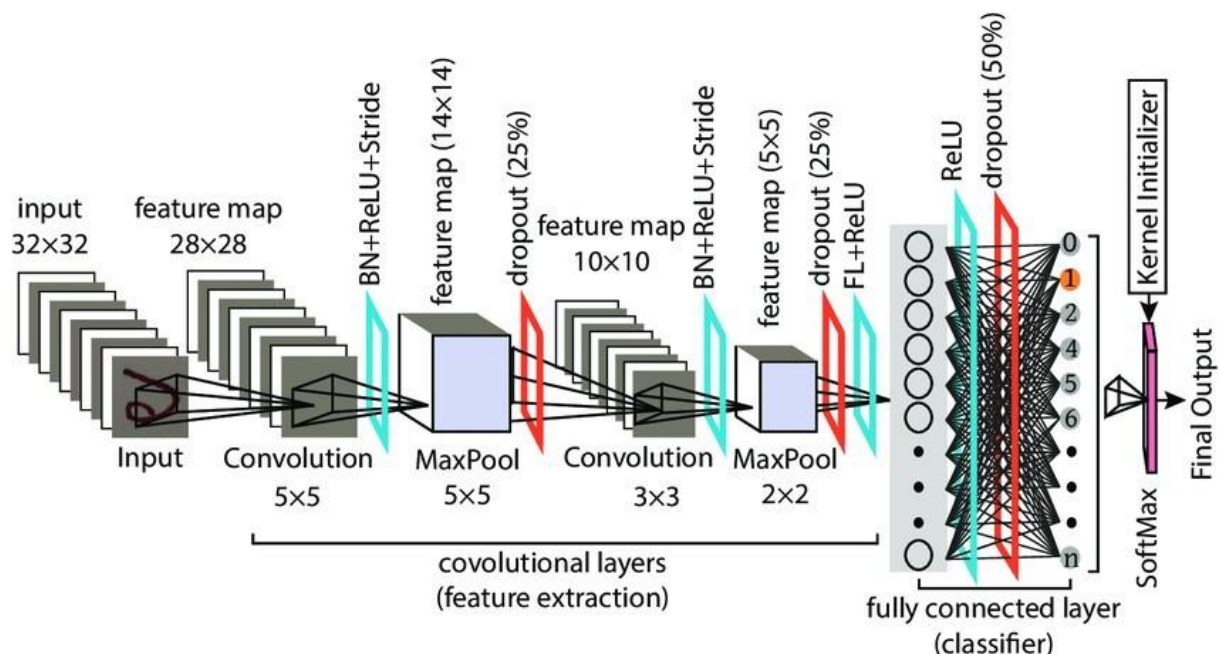 input
32×32
feature map
28×28
BN+ReLU+Stride
feature map (14×14)
dropout (25%)
feature map
10×10
BN+ReLU+Stride
feature map (5×5)
dropout (25%)
FL+ReLU
ReLU
dropout (50%)
Kernel Initializer
0
1
2
4
5
6
n
Input
Convolution
5×5
MaxPool
5×5
Convolution
3×3
MaxPool
2×2
SoftMax
Final Output
covolutional layers
(feature extraction)
fully connected layer
(classifier)